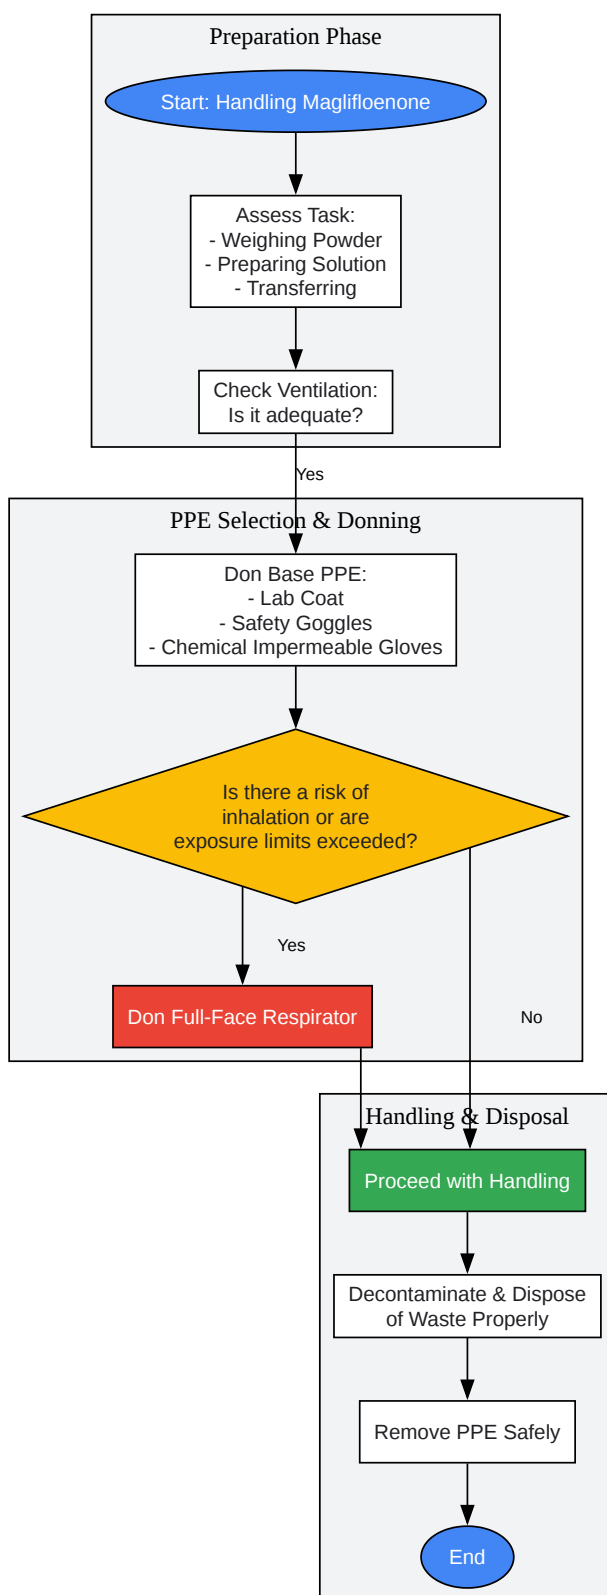 Preparation Phase
Start: Handling Maglifloenone
Assess Task:
- Weighing Powder
- Preparing Solution
- Transferring
Check Ventilation:
Is it adequate?
Yes
PPE Selection & Donning
Don Base PPE:
- Lab Coat
- Safety Goggles
- Chemical Impermeable Gloves
Is there a risk of
inhalation or are
exposure limits exceeded?
Yes
Don Full-Face Respirator
No
Handling & Disposal
Proceed with Handling
Decontaminate & Dispose
of Waste Properly
Remove PPE Safely
End